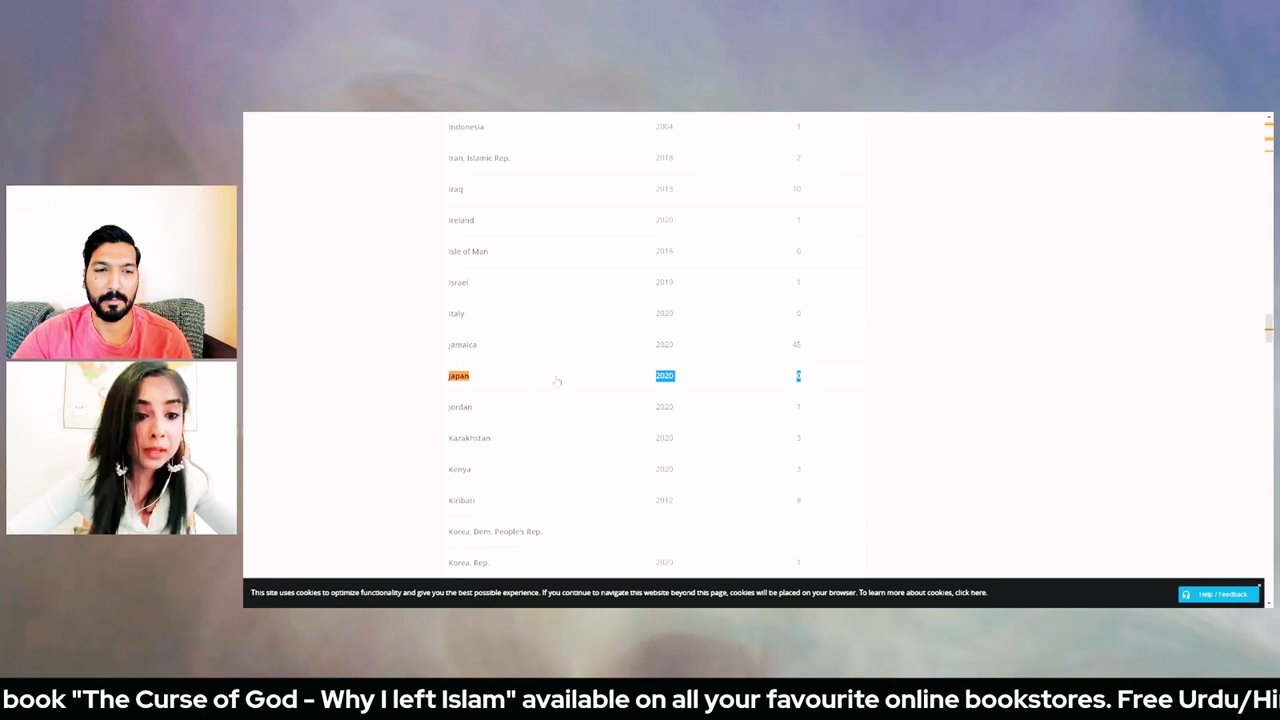 Indonesia 2004 1
Iran, Islamic Rep. 2018 2
Iraq 2013 10
Ireland 2020 1
Isle of Man 2016 0
Israel 2019 1
Italy 2020 0
Jamaica 2020 45
Japan 2020 0
Jordan 2020 1
Kazakhstan 2020 3
Kenya 2020 3
Kiribati 2012 8
Korea, Dem. People's Rep.
Korea, Rep. 2020 1
This site uses cookies to optimize functionality and give you the best possible experience. If you continue to navigate this website beyond this page, cookies will be placed on your browser. To learn more about cookies, click here.
Help / Feedback
book "The Curse of God - Why I left Islam" available on all your favourite online bookstores. Free Urdu/Hi